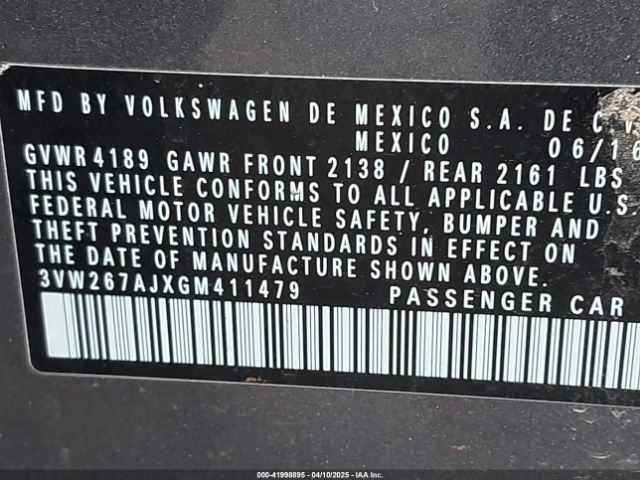 MFD BY VOLKSWAGEN DE MEXICO S.A. DE C.V.
MEXICO 06/16
GVWR 4189 GAWR FRONT 2138 / REAR 2161 LBS
THIS VEHICLE CONFORMS TO ALL APPLICABLE U.S
FEDERAL MOTOR VEHICLE SAFETY, BUMPER AND
THEFT PREVENTION STANDARDS IN EFFECT ON
THE DATE OF MANUFACTURE SHOWN ABOVE.
3VW267AJXGM411479 PASSENGER CAR
000-41998895 - 04/10/2025 - IAA Inc.